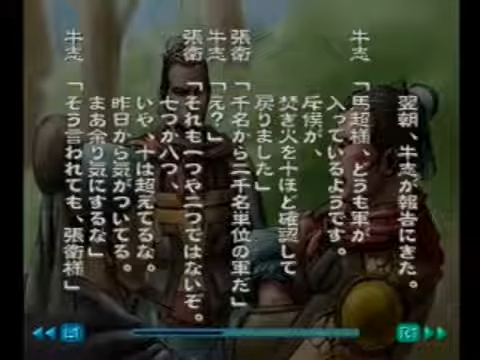 翌朝、牛志が報告にきた。
牛志「馬超様、どうも軍が
入っているようです。
斥候が、
焚き火を十ほど確認して
戻りました」
張衛「千名から二千名単位の軍だ」
牛志「え？」
張衛「それも一つや二つではないぞ。
七つか八つ、
いや、十は超えてるな。
昨日から気がついてる。
まあ余り気にするな」
牛志「そう言われても、張衛様」
L1
R1